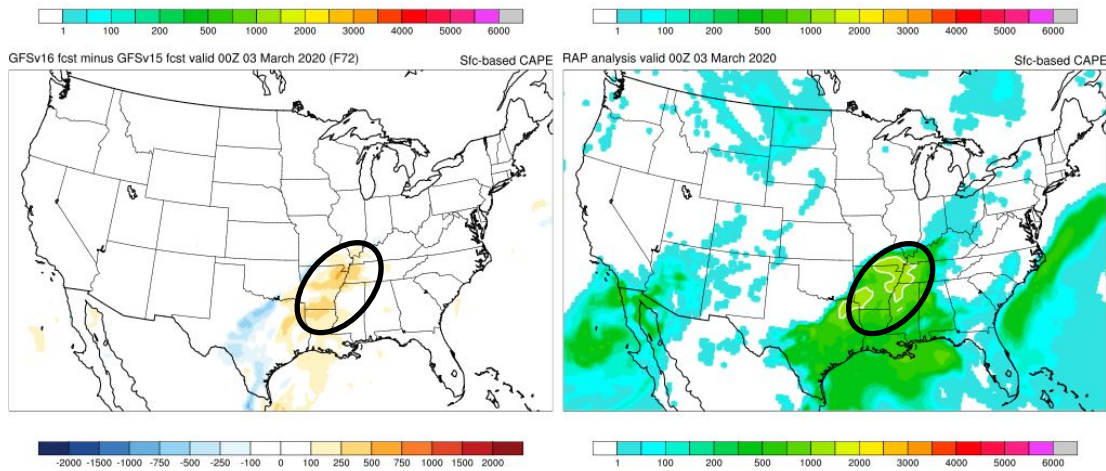 1 100 200 500 1000 2000 3000 4000 5000 6000
1 100 200 500 1000 2000 3000 4000 5000 6000
GFSv16 fcst minus GFSv15 fcst valid 00Z 03 March 2020 (F72)
Sfc-based CAPE
RAP analysis valid 00Z 03 March 2020
Sfc-based CAPE
-2000 -1500 -1000 -750 -500 -250 -100 0 100 250 500 750 1000 1500 2000
1 100 200 500 1000 2000 3000 4000 5000 6000